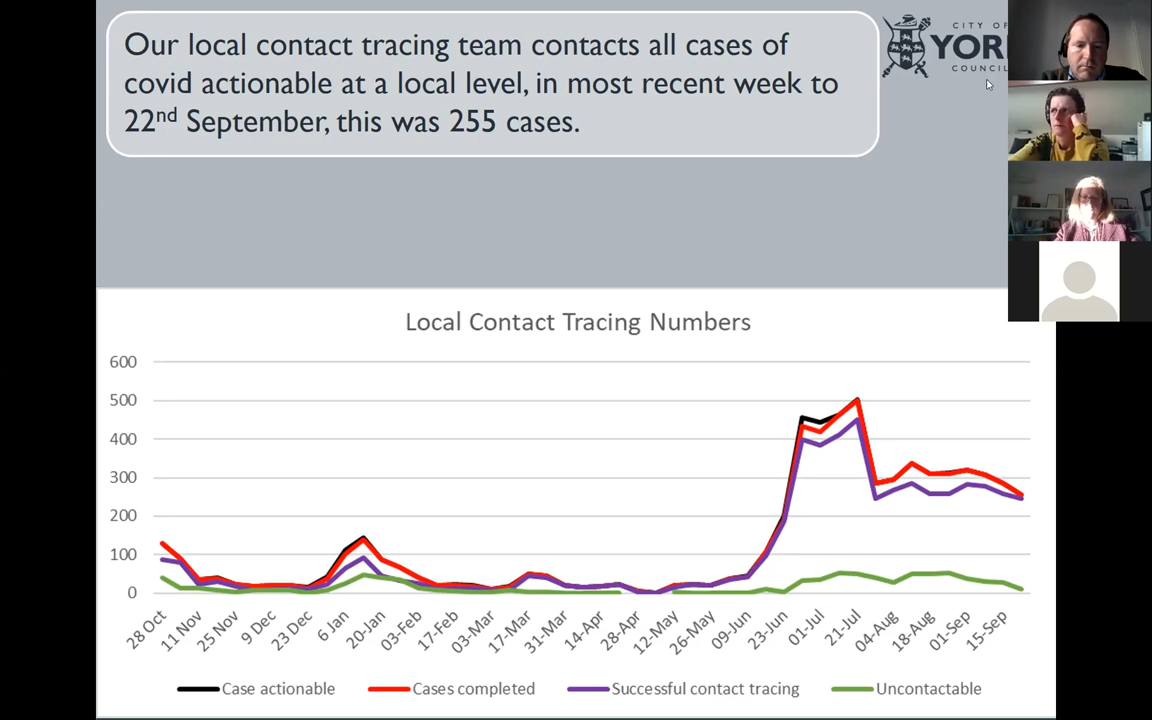 Our local contact tracing team contacts all cases of
covid actionable at a local level, in most recent week to
22nd September, this was 255 cases.
CITY OF
YOR
COUNCIL
Local Contact Tracing Numbers
600
500
400
300
200
100
0
28 Oct
11 Nov
25 Nov
9 Dec
23 Dec
6 Jan
20-Jan
03-Feb
17-Feb
03-Mar
17-Mar
31-Mar
14-Apr
28-Apr
12-May
26-May
09-Jun
23-Jun
01-Jul
21-Jul
04-Aug
18-Aug
01-Sep
15-Sep
Case actionable
Cases completed
Successful contact tracing
Uncontactable